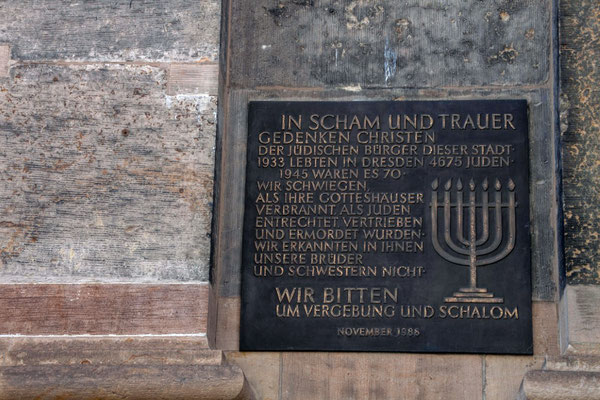 IN SCHAM UND TRAUER
GEDENKEN CHRISTEN
DER JÜDISCHEN BÜRGER DIESER STADT·
1933 LEBTEN IN DRESDEN 4675 JUDEN·
1945 WAREN ES 70·
WIR SCHWIEGEN,
ALS IHRE GOTTESHÄUSER
VERBRANNT, ALS JUDEN
ENTRECHTET VERTRIEBEN
UND ERMORDET WURDEN·
WIR ERKANNTEN IN IHNEN
UNSERE BRÜDER
UND SCHWESTERN NICHT·
WIR BITTEN
UM VERGEBUNG UND SCHALOM
NOVEMBER 1988